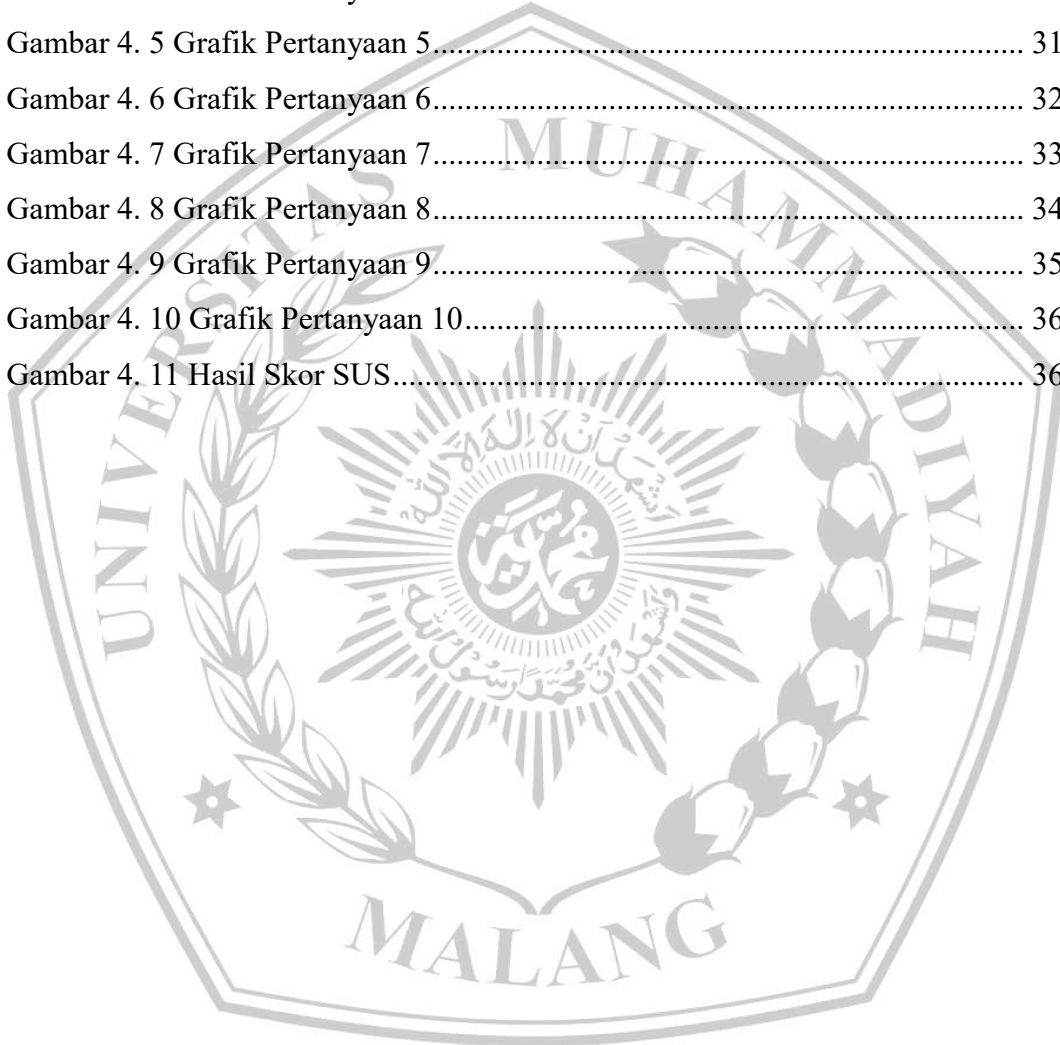 Gambar 4. 5 Grafik Pertanyaan 5........................................................................... 31
Gambar 4. 6 Grafik Pertanyaan 6........................................................................... 32
Gambar 4. 7 Grafik Pertanyaan 7........................................................................... 33
Gambar 4. 8 Grafik Pertanyaan 8........................................................................... 34
Gambar 4. 9 Grafik Pertanyaan 9........................................................................... 35
Gambar 4. 10 Grafik Pertanyaan 10....................................................................... 36
Gambar 4. 11 Hasil Skor SUS................................................................................ 36
UNIVERSITAS MUHAMMADIYAH
MALANG